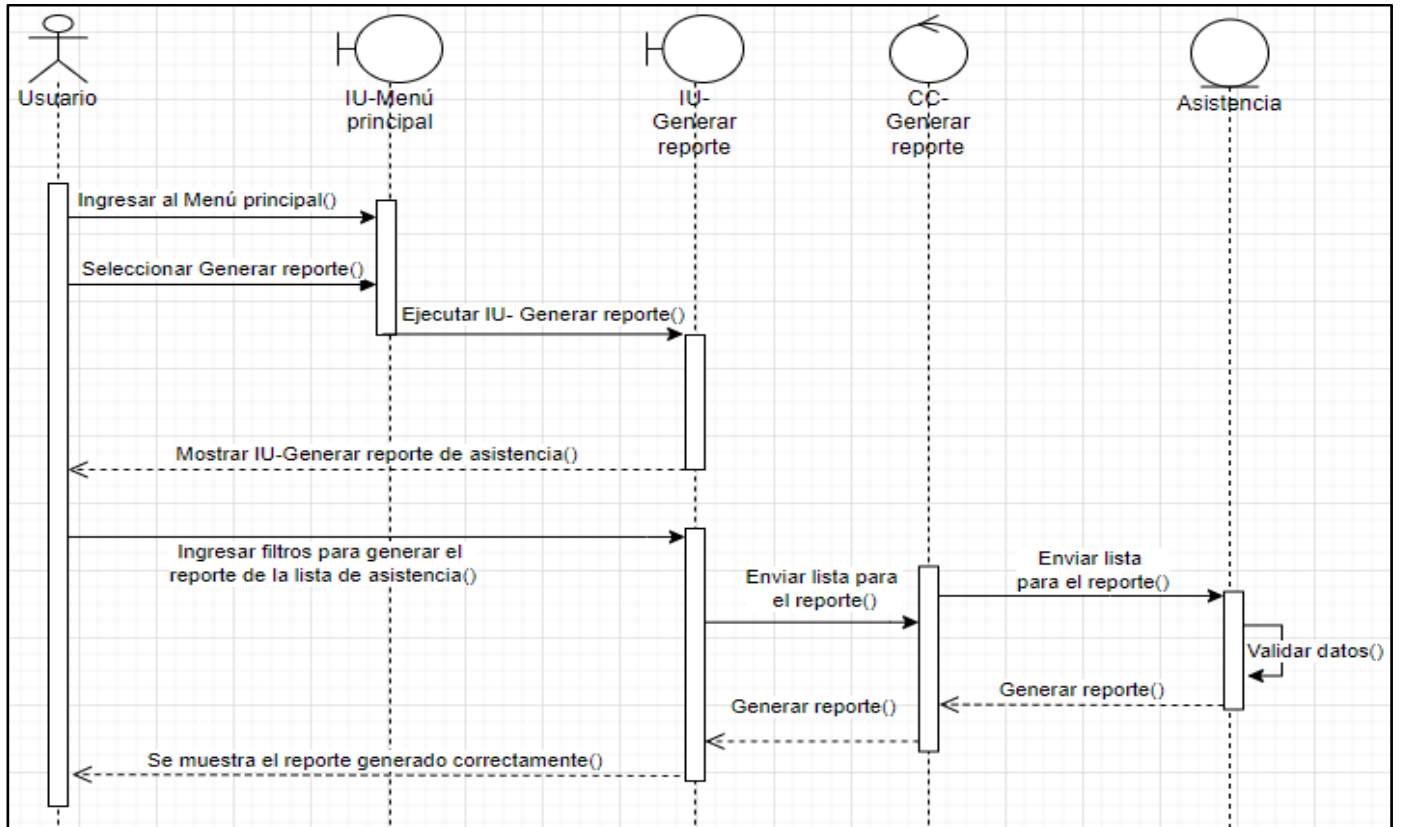 Usuario
IU-Menú
principal
IU-
Generar
reporte
CC-
Generar
reporte
Asistencia
Ingresar al Menú principal()
Seleccionar Generar reporte()
Ejecutar IU- Generar reporte()
Mostrar IU-Generar reporte de asistencia()
Ingresar filtros para generar el
reporte de la lista de asistencia()
Enviar lista para
el reporte()
Enviar lista
para el reporte()
Validar datos()
Generar reporte()
Generar reporte()
Se muestra el reporte generado correctamente()